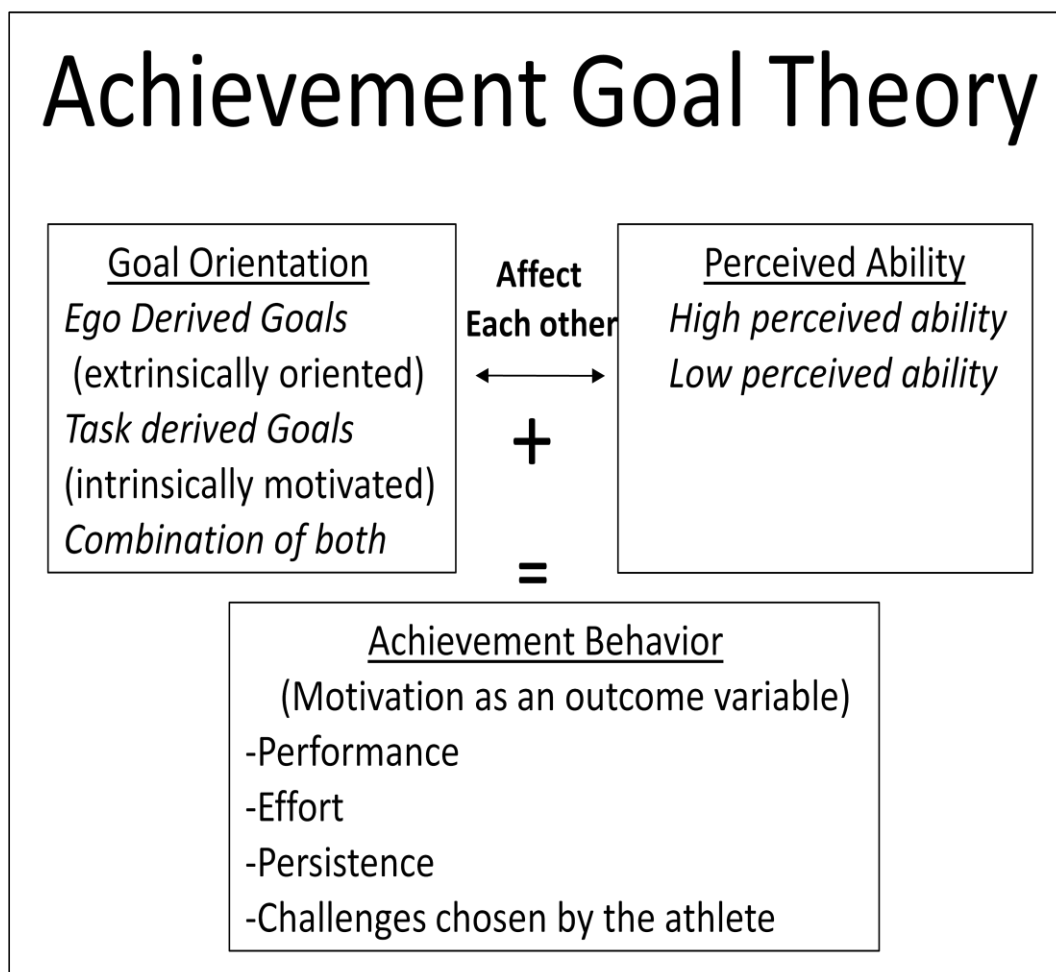 Achievement Goal Theory
Goal Orientation
Ego Derived Goals
(extrinsically oriented)
Task derived Goals
(intrinsically motivated)
Combination of both
Affect
Each other
+
=
Perceived Ability
High perceived ability
Low perceived ability
Achievement Behavior
(Motivation as an outcome variable)
-Performance
-Effort
-Persistence
-Challenges chosen by the athlete